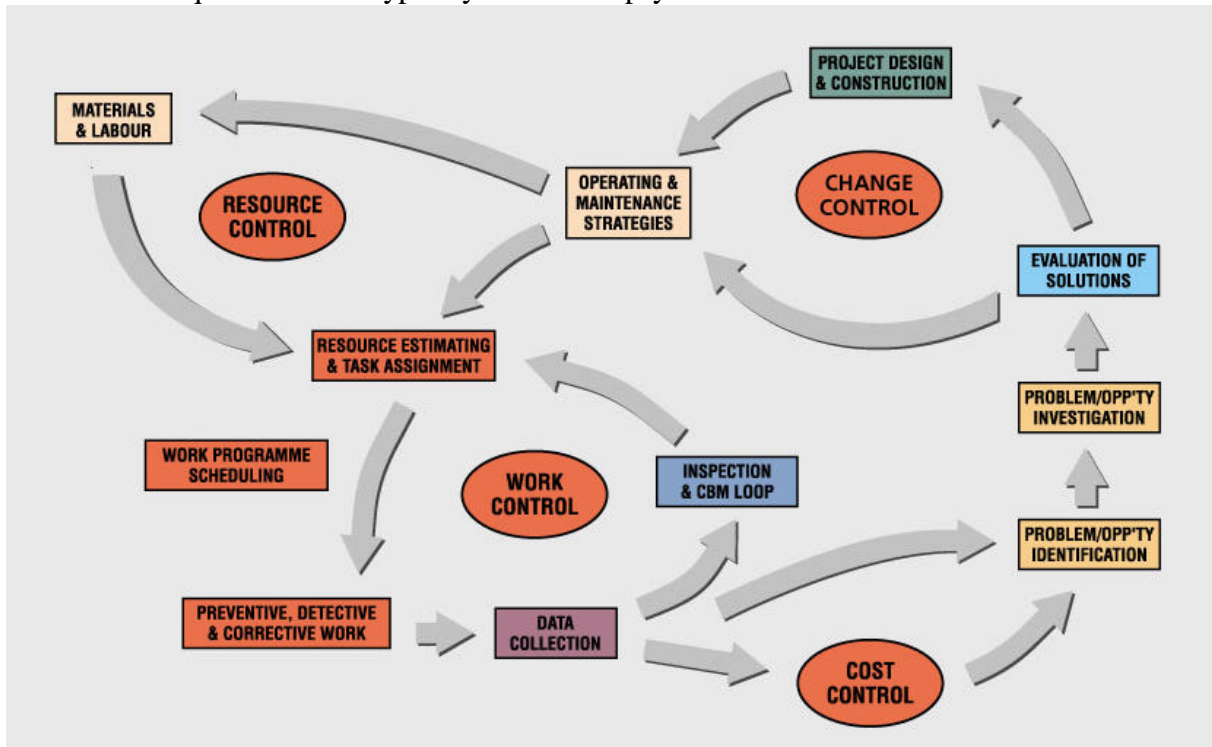 PROJECT DESIGN
& CONSTRUCTION
MATERIALS
& LABOUR
OPERATING &
MAINTENANCE
STRATEGIES
CHANGE
CONTROL
RESOURCE
CONTROL
EVALUATION OF
SOLUTIONS
RESOURCE ESTIMATING
& TASK ASSIGNMENT
PROBLEM/OPP'TY
INVESTIGATION
WORK PROGRAMME
SCHEDULING
WORK
CONTROL
INSPECTION
& CBM LOOP
PROBLEM/OPP'TY
IDENTIFICATION
PREVENTIVE, DETECTIVE
& CORRECTIVE WORK
DATA
COLLECTION
COST
CONTROL